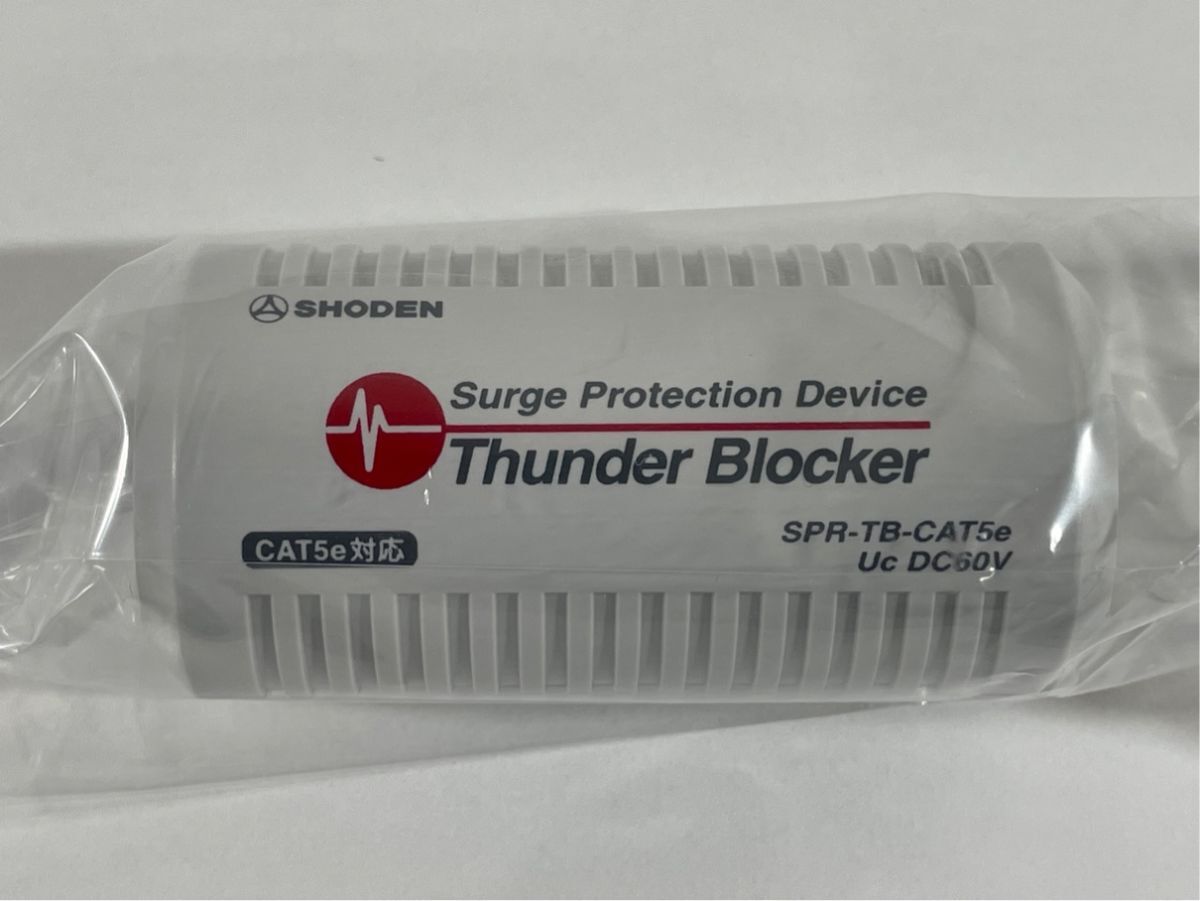 SHODEN
Surge Protection Device
Thunder Blocker
CAT5e対応
SPR-TB-CAT5e
Uc DC60V